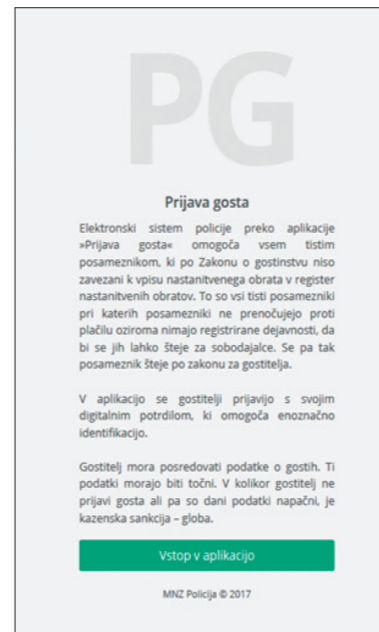 PG
Prijava gosta
Elektronski sistem policije preko aplikacije
»Prijava gosta« omogoča vsem tistim
posameznikom, ki po Zakonu o gostinstvu niso
zavezani k vpisu nastanitvenega obrata v register
nastanitvenih obratov. To so vsi tisti posamezniki
pri katerih posamezniki ne prenočujejo proti
plačilu oziroma nimajo registrirane dejavnosti, da
bi se jih lahko šteje za sobodajalce. Se pa tak
posameznik šteje po zakonu za gostitelja.
V aplikacijo se gostitelji prijavijo s svojim
digitalnim potrdilom, ki omogoča enoznačno
identifikacijo.
Gostitelj mora posredovati podatke o gostih. Ti
podatki morajo biti točni. V kolikor gostitelj ne
prijavi gosta ali pa so dani podatki napačni, je
kazenska sankcija – globa.
Vstop v aplikacijo
MNZ Policija © 2017